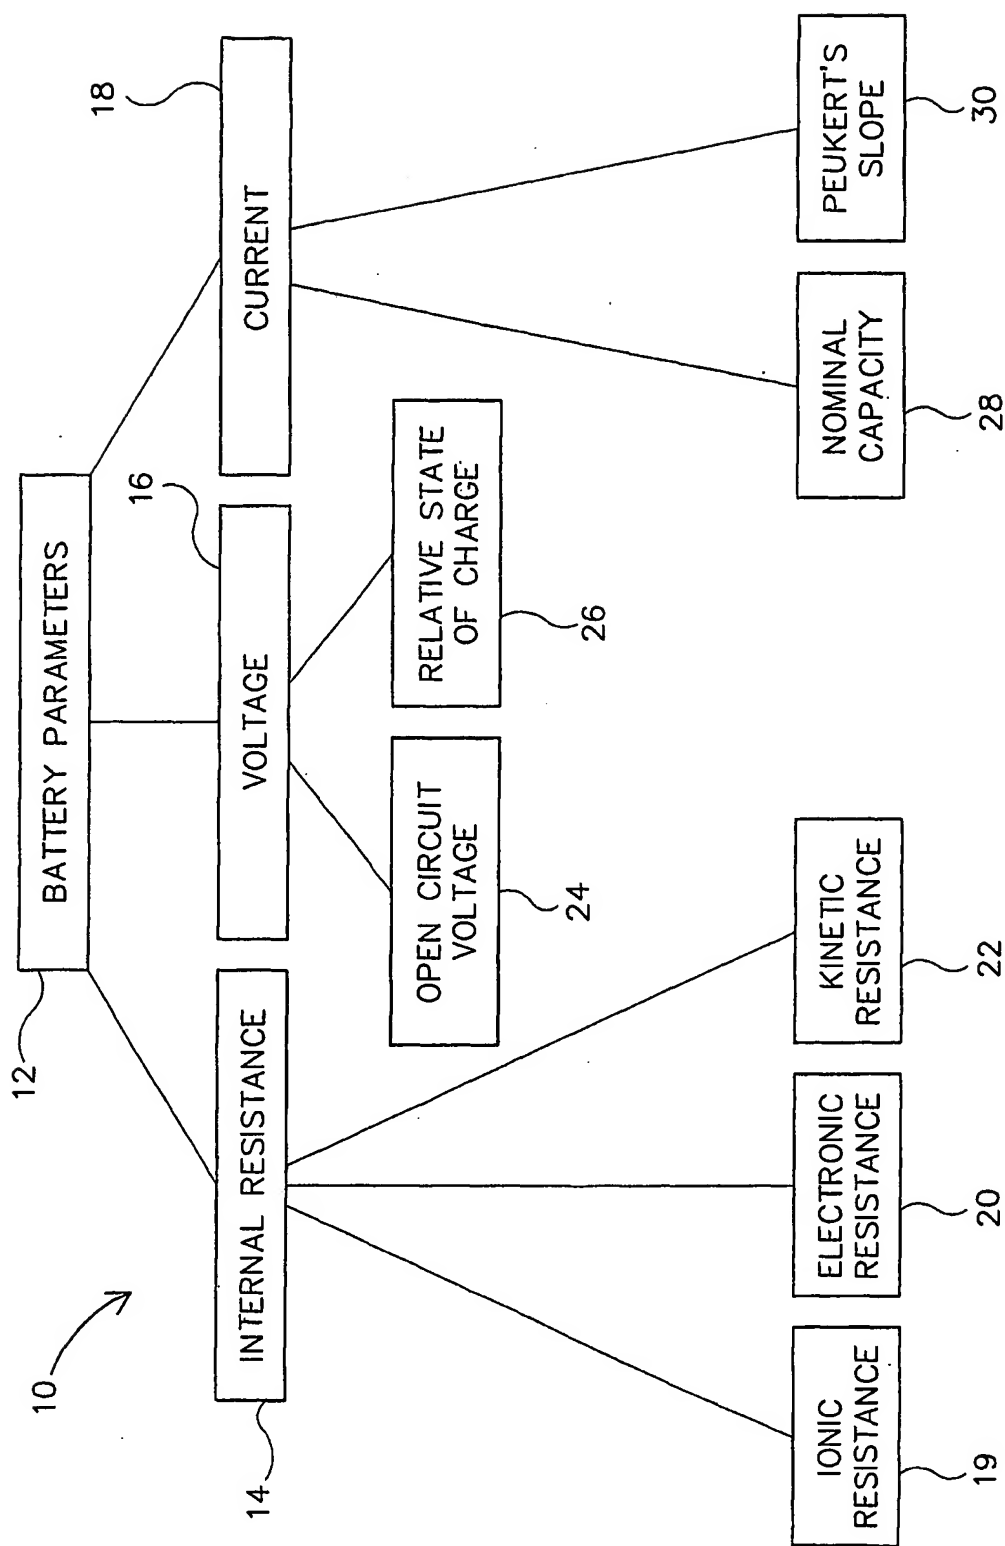 10
12
BATTERY PARAMETERS
14
INTERNAL RESISTANCE
16
VOLTAGE
18
CURRENT
OPEN CIRCUIT
VOLTAGE
24
RELATIVE STATE
OF CHARGE
26
IONIC
RESISTANCE
19
ELECTRONIC
RESISTANCE
20
KINETIC
RESISTANCE
22
NOMINAL
CAPACITY
28
PEUKERT'S
SLOPE
30